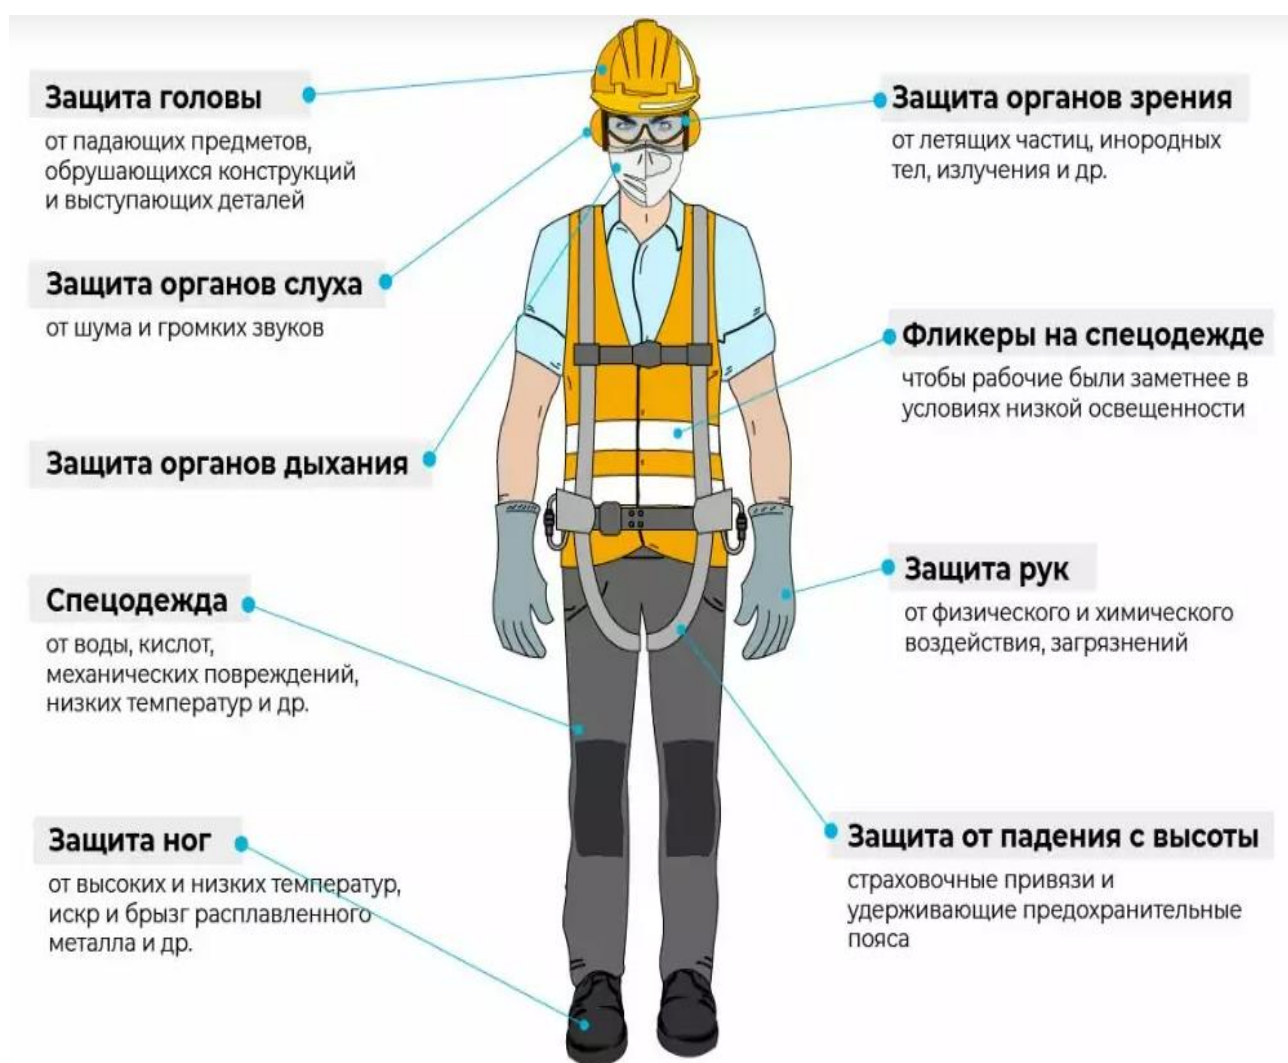 Защита головы
от падающих предметов,
обрушающихся конструкций
и выступающих деталей
Защита органов слуха
от шума и громких звуков
Защита органов дыхания
Спецодежда
от воды, кислот,
механических повреждений,
низких температур и др.
Защита ног
от высоких и низких температур,
искр и брызг расплавленного
металла и др.
Защита органов зрения
от летящих частиц, инородных
тел, излучения и др.
Фликеры на спецодежде
чтобы рабочие были заметнее в
условиях низкой освещенности
Защита рук
от физического и химического
воздействия, загрязнений
Защита от падения с высоты
страховочные привязи и
удерживающие предохранительные
пояса